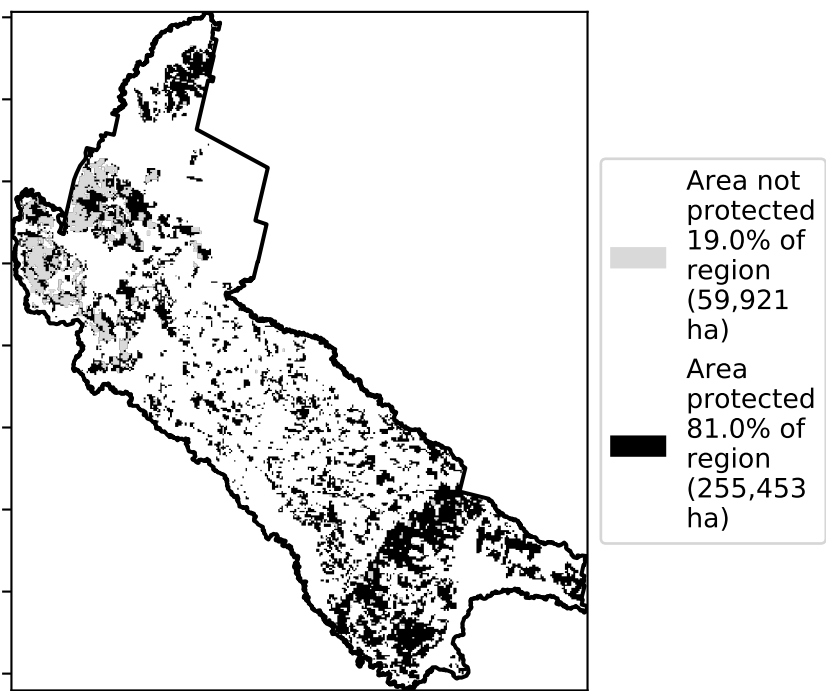 Area not
protected
19.0% of
region
(59,921
ha)
Area
protected
81.0% of
region
(255,453
ha)